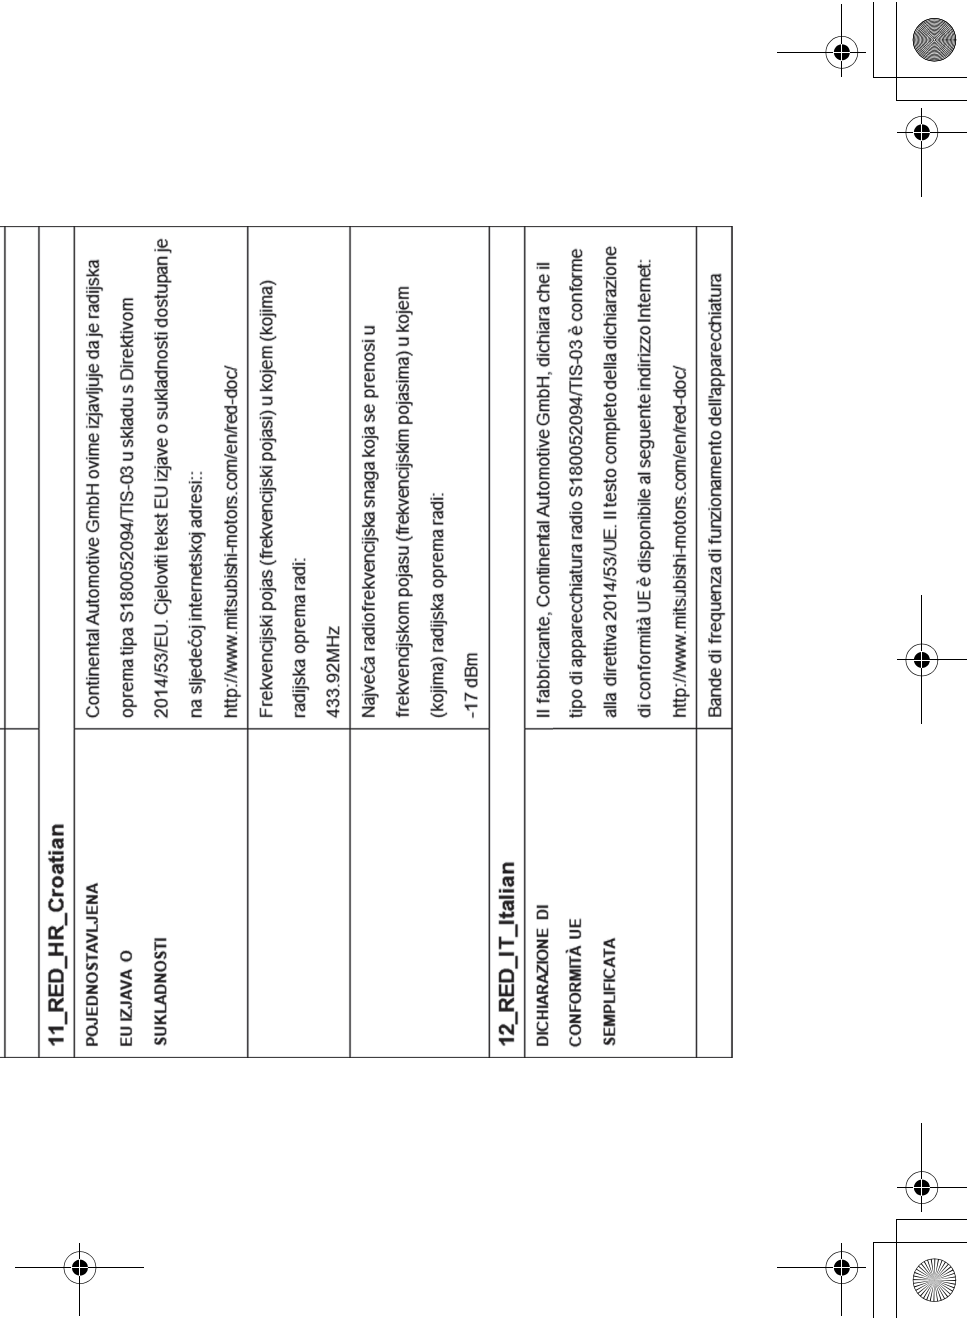 11_RED_HR_Croatian
POJEDNOSTAVLJENA
EU IZJAVA O
SUKLADNOSTI
Continental Automotive GmbH ovime izjavljuje da je radijska
oprema tipa S180052094/TIS-03 u skladu s Direktivom
2014/53/EU. Cjeloviti tekst EU izjave o sukladnosti dostupan je
na sljedećoj internetskoj adresi::
http://www.mitsubishi-motors.com/en/red-doc/
Frekvencijski pojas (frekvencijski pojasi) u kojem (kojima)
radijska oprema radi:
433.92MHz
Najveća radiofrekvencijska snaga koja se prenosi u
frekvencijskom pojasu (frekvencijskim pojasima) u kojem
(kojima) radijska oprema radi:
-17 dBm
12_RED_IT_Italian
DICHIARAZIONE DI
CONFORMITÀ UE
SEMPLIFICATA
Il fabbricante, Continental Automotive GmbH, dichiara che il
tipo di apparecchiatura radio S180052094/TIS-03 è conforme
alla direttiva 2014/53/UE. Il testo completo della dichiarazione
di conformità UE è disponibile al seguente indirizzo Internet:
http://www.mitsubishi-motors.com/en/red-doc/
Bande di frequenza di funzionamento dell'apparecchiatura